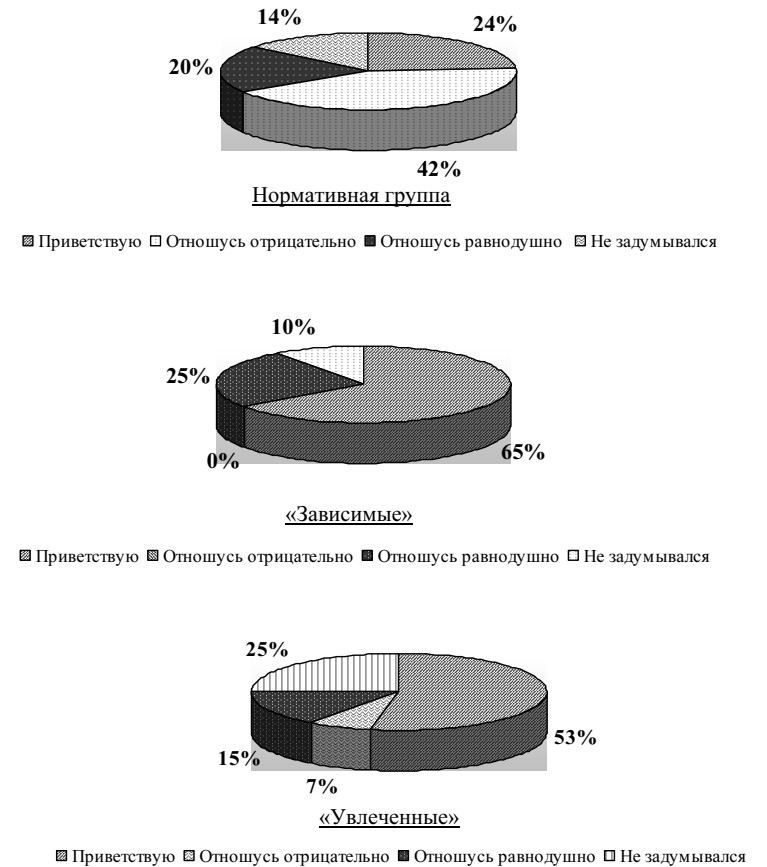 14%
24%
20%
42%
Нормативная группа
Приветствую Отношусь отрицательно Отношусь равнодушно Не задумывался
10%
25%
65%
0%
«Зависимые»
Приветствую Отношусь отрицательно Отношусь равнодушно Не задумывался
25%
53%
15%
7%
«Увлеченные»
Приветствую Отношусь отрицательно Отношусь равнодушно Не задумывался